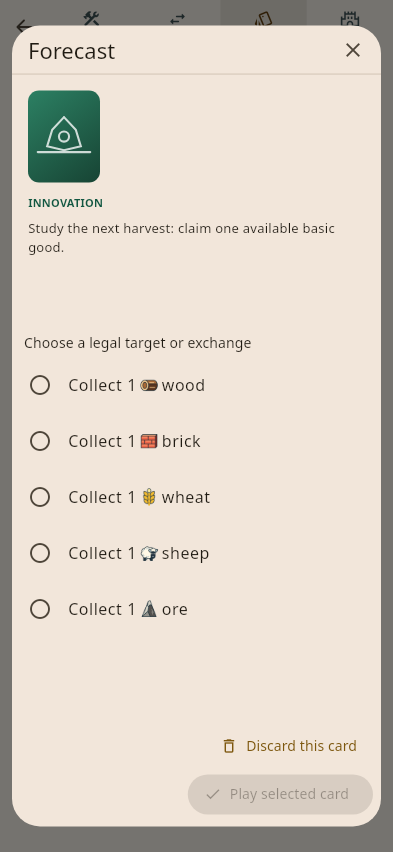 Forecast
INNOVATION
Study the next harvest: claim one available basic
good.
Choose a legal target or exchange
Collect 1 wood
Collect 1 brick
Collect 1 wheat
Collect 1 sheep
Collect 1 ore
Discard this card
Play selected card